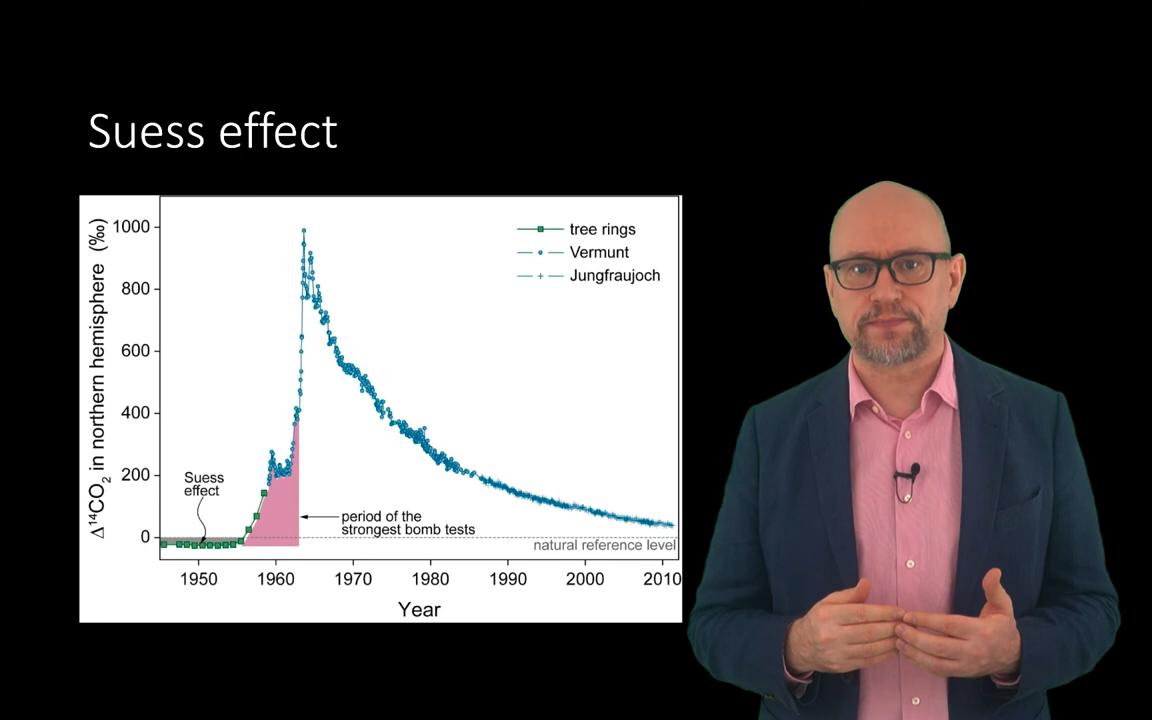 Suess effect
Δ¹⁴CO₂ in northern hemisphere (‰)
1000
800
600
400
200
0
tree rings
Vermunt
Jungfraujoch
Suess
effect
period of the
strongest bomb tests
natural reference level
1950 1960 1970 1980 1990 2000 2010
Year